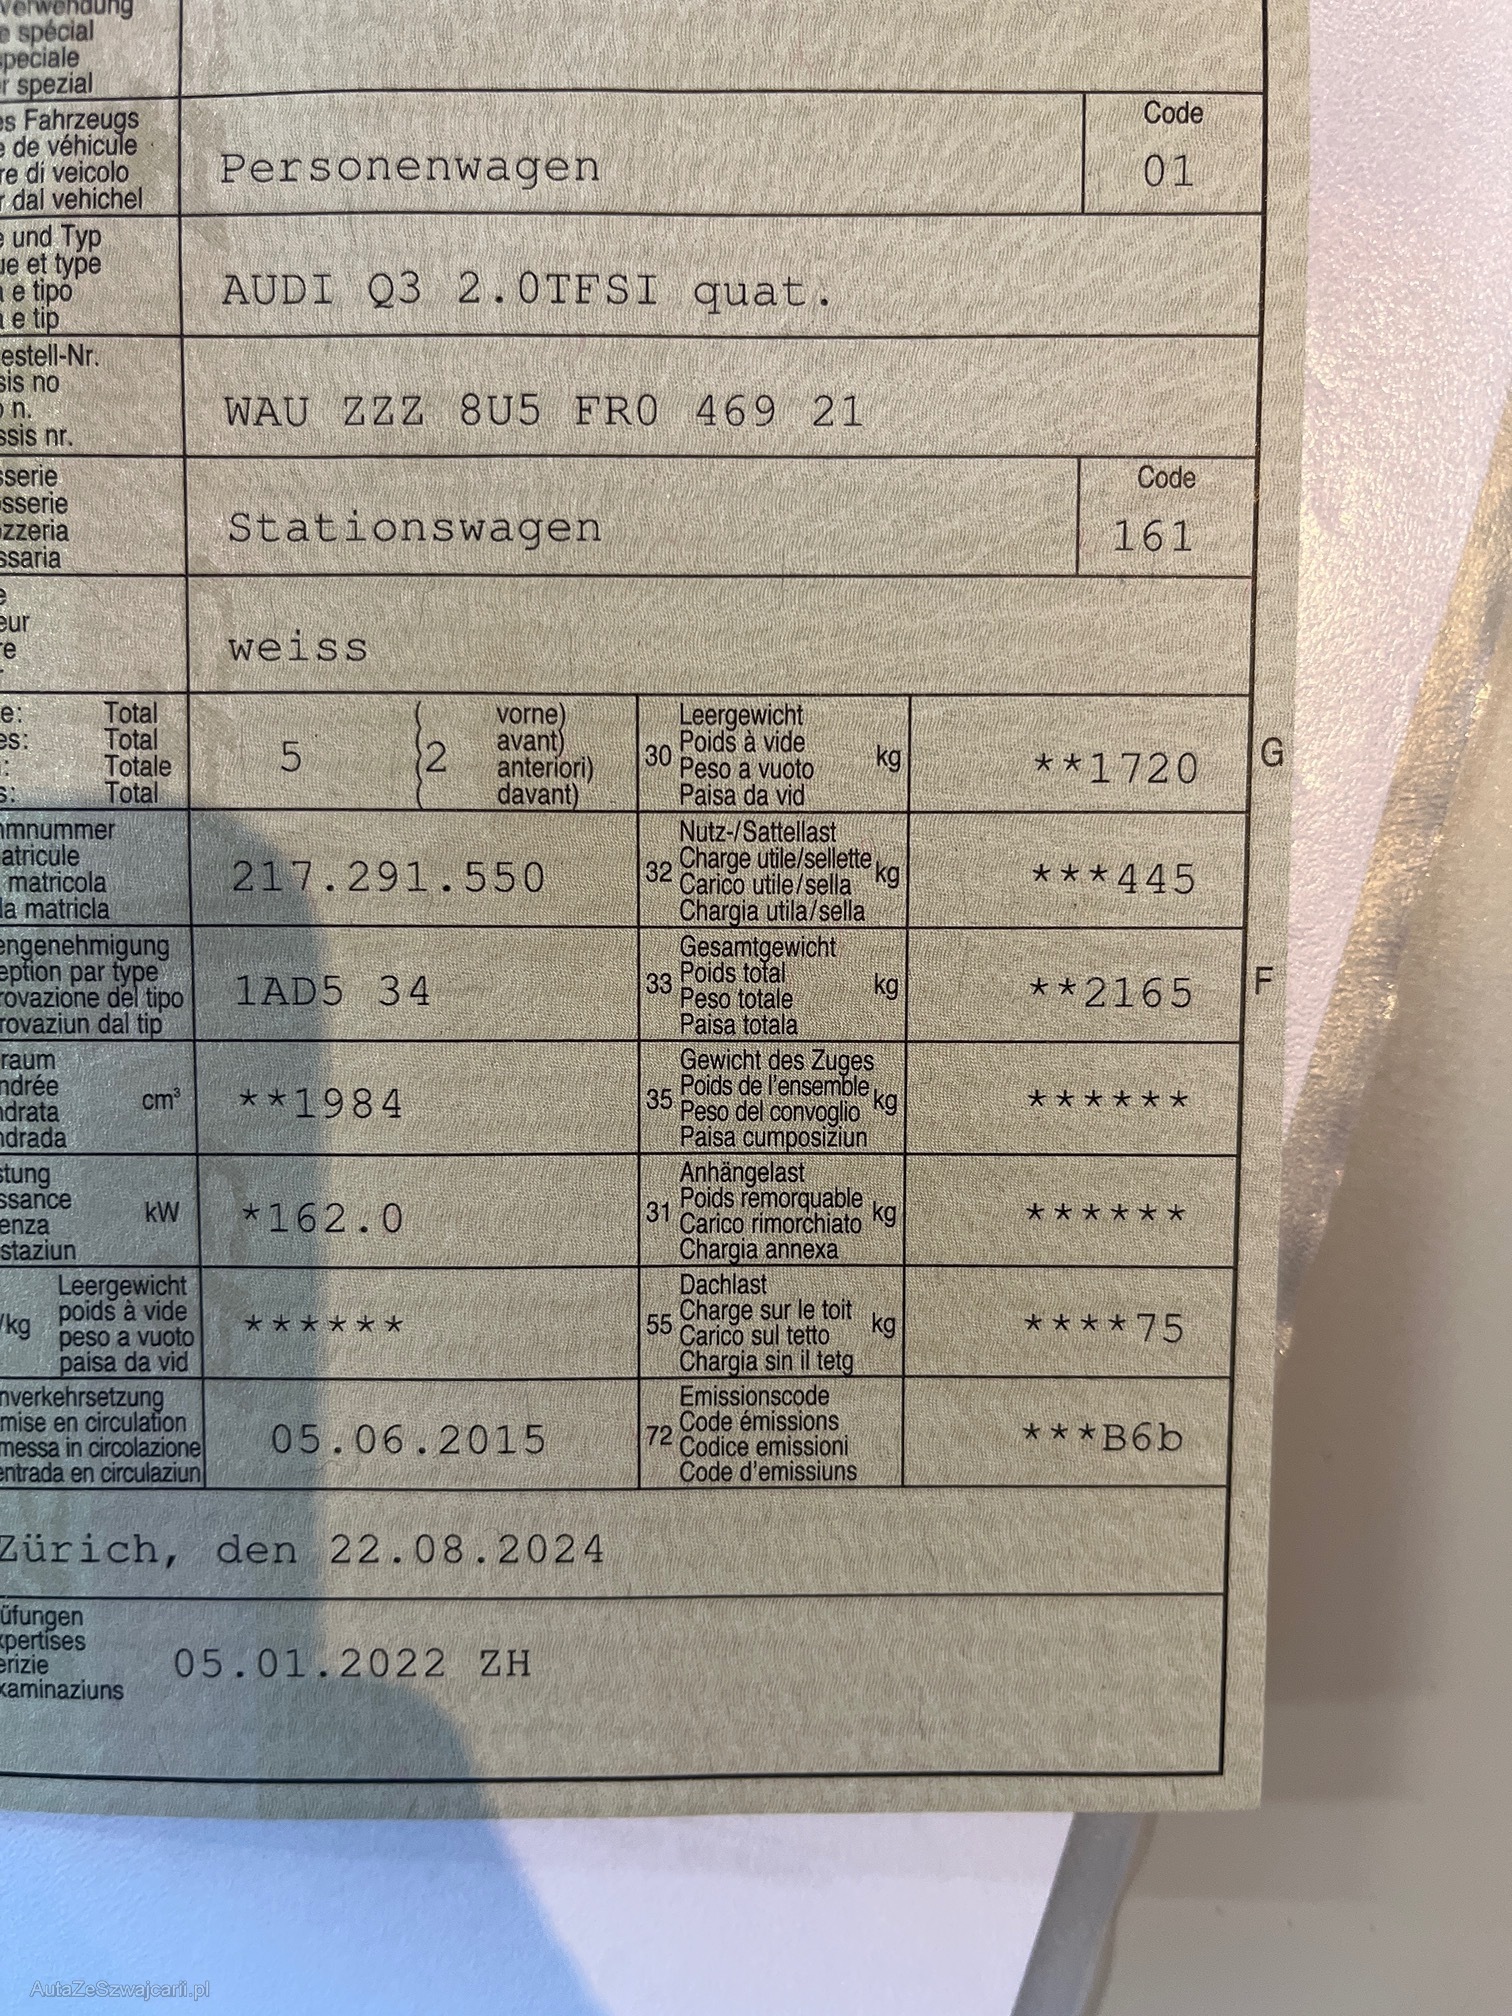 verwendung
e spécial
speciale
r spezial
es Fahrzeugs
e de véhicule
re di veicolo
r dal vehichel
Personenwagen
Code
01
e und Typ
ue et type
a e tipo
a e tip
AUDI Q3 2.0TFSI quat.
estell-Nr.
sis no
o n.
ssis nr.
WAU ZZZ 8U5 FR0 469 21
sserie
osserie
ozzeria
ssaria
Stationswagen
Code
161
e
eur
re
weiss
e: Total
es: Total
: Totale
s: Total
5
2
vorne)
avant)
anteriori)
davant)
30
Leergewicht
Poids à vide
Peso a vuoto
Paisa da vid
kg
**1720
G
mmnummer
atricule
matricola
la matricla
217.291.550
32
Nutz-/Sattellast
Charge utile/sellette
Carico utile/sella
Chargia utila/sella
kg
***445
engenehmigung
eption par type
rovazione del tipo
rovaziun dal tip
1AD5 34
33
Gesamtgewicht
Poids total
Peso totale
Paisa totala
kg
**2165
F
raum
ndrée
ndrata
ndrada
cm³
**1984
35
Gewicht des Zuges
Poids de l'ensemble
Peso del convoglio
Paisa cumposiziun
kg
******
stung
ssance
enza
staziun
kW
*162.0
31
Anhängelast
Poids remorquable
Carico rimorchiato
Chargia annexa
kg
******
/kg
Leergewicht
poids à vide
peso a vuoto
paisa da vid
******
55
Dachlast
Charge sur le toit
Carico sul tetto
Chargia sin il tetg
kg
****75
nverkehrsetzung
mise en circulation
messa in circolazione
entrada en circulaziun
05.06.2015
72
Emissionscode
Code émissions
Codice emissioni
Code d'emissiuns
***B6b
Zürich, den 22.08.2024
üfungen
xpertises
erizie
xaminaziuns
05.01.2022 ZH
AutaZeSzwajcarii.pl